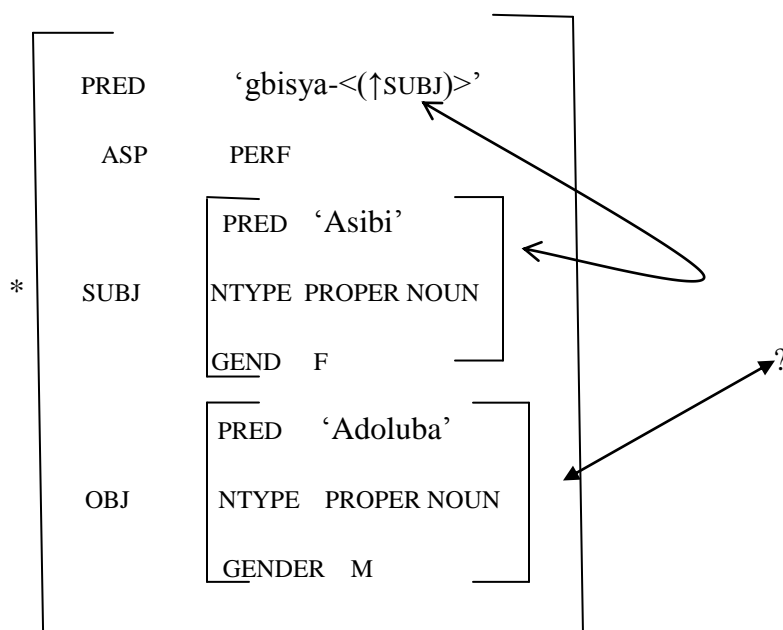 PRED ‘gbisya-<(↑SUBJ)>’
ASP PERF
PRED ‘Asibi’
* SUBJ NTYPE PROPER NOUN
GEND F
?
PRED ‘Adoluba’
OBJ NTYPE PROPER NOUN
GENDER M